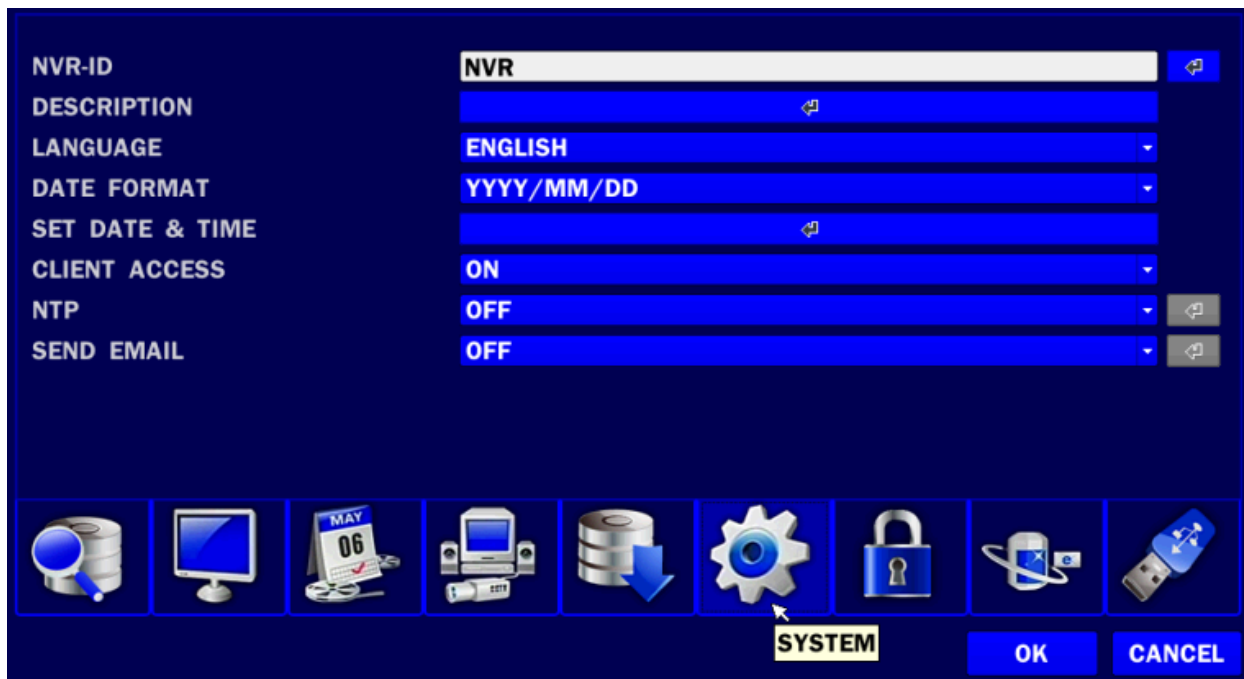 NVR-ID NVR
DESCRIPTION
LANGUAGE ENGLISH
DATE FORMAT YYYY/MM/DD
SET DATE & TIME
CLIENT ACCESS ON
NTP OFF
SEND EMAIL OFF
MAY
06
CCTV
e
SYSTEM
OK CANCEL